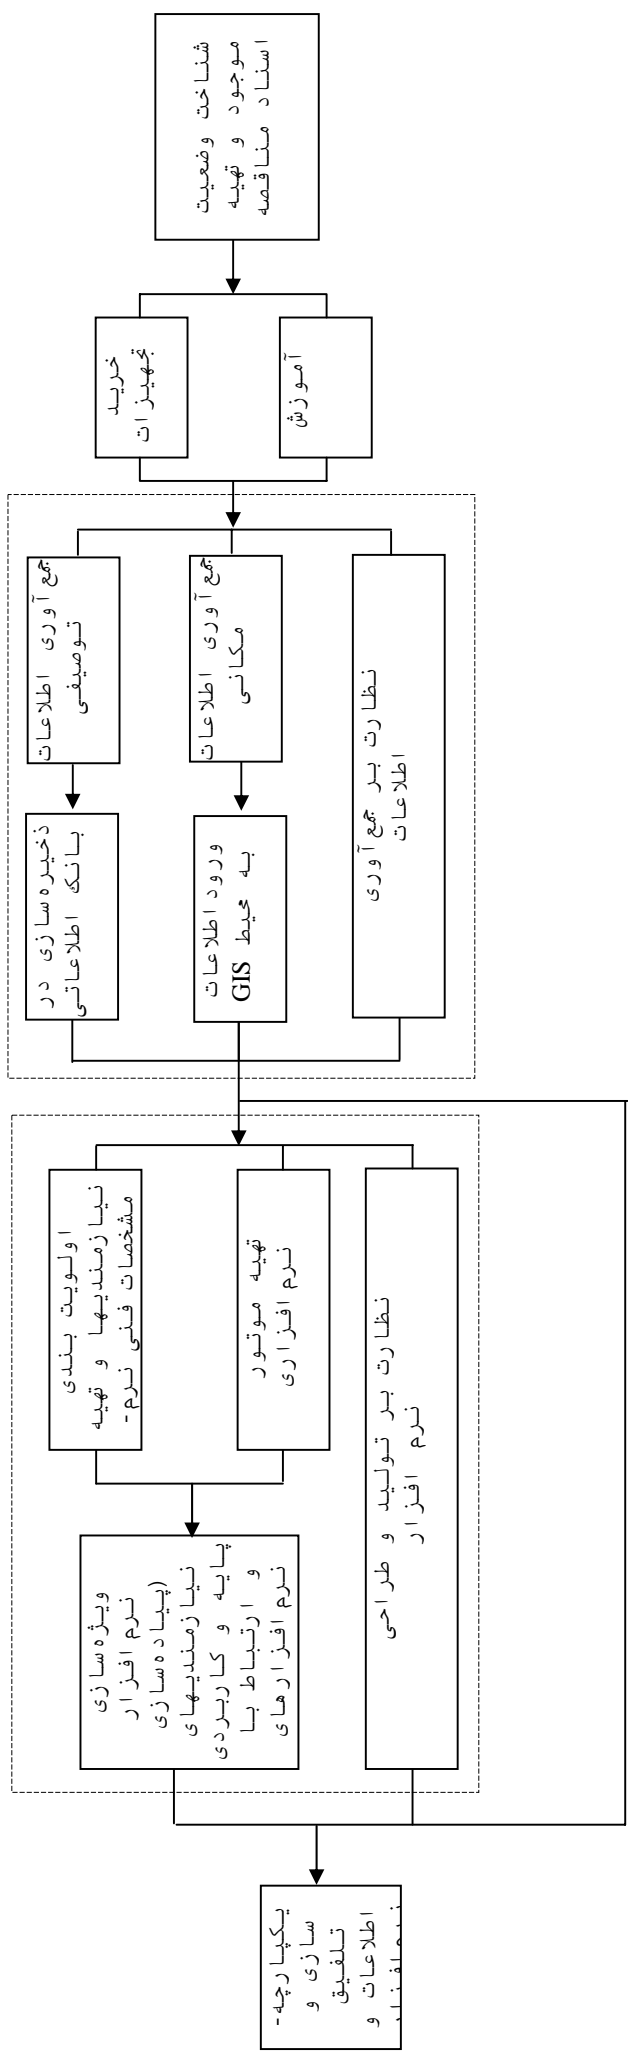 شناخت وضعیت
موجود و تهیه
اسناد مناقصه
خرید
تجهیزات
آموزش
جمع‌آوری اطلاعات
توصیفی
جمع‌آوری اطلاعات
مکانی
نظارت بر جمع‌آوری
اطلاعات
ذخیره‌سازی در
بانک اطلاعاتی
ورود اطلاعات
به محیط GIS
اولویت بندی
نیازمندیها و تهیه
مشخصات فنی نرم-
تهیه موتور
نرم افزاری
نظارت بر تولید و طراحی
نرم افزار
ویژه‌سازی
نرم افزار
(پیاده‌سازی
نیازمندیهای
پایه و کاربردی
و ارتباط با
نرم افزارهای
یکپارچه-
سازی و
تلفیق
اطلاعات و